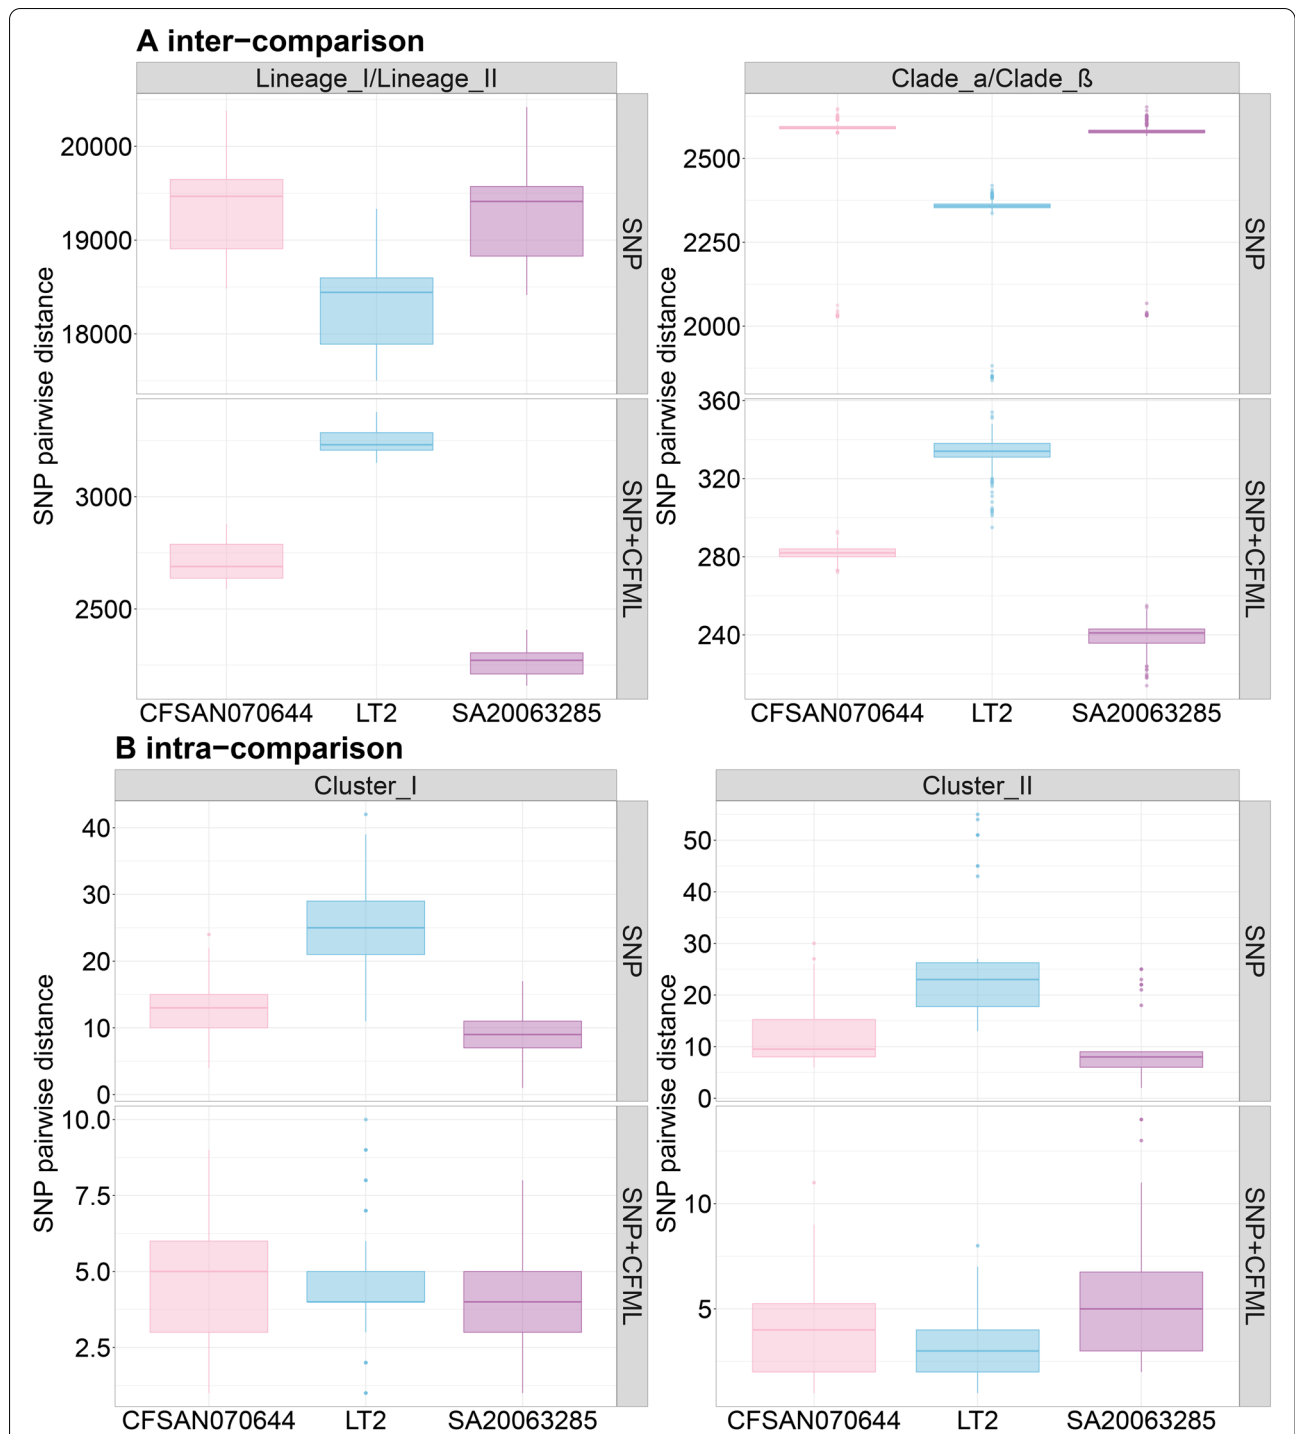 A inter−comparison
Lineage_I/Lineage_II
Clade_a/Clade_ß
SNP pairwise distance
20000
19000
18000
SNP
3000
2500
SNP+CFML
CFSAN070644 LT2 SA20063285
SNP pairwise distance
2500
2250
2000
SNP
360
320
280
240
SNP+CFML
CFSAN070644 LT2 SA20063285
B intra−comparison
Cluster_I
Cluster_II
SNP pairwise distance
40
30
20
10
0
SNP
10.0
7.5
5.0
2.5
SNP+CFML
CFSAN070644 LT2 SA20063285
SNP pairwise distance
50
40
30
20
10
0
SNP
10
5
SNP+CFML
CFSAN070644 LT2 SA20063285